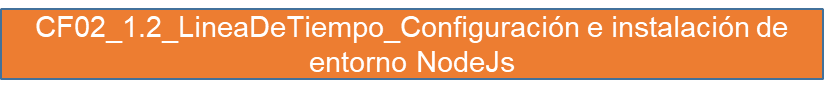 CF02_1.2_LineaDeTiempo_Configuración e instalación de
entorno NodeJs